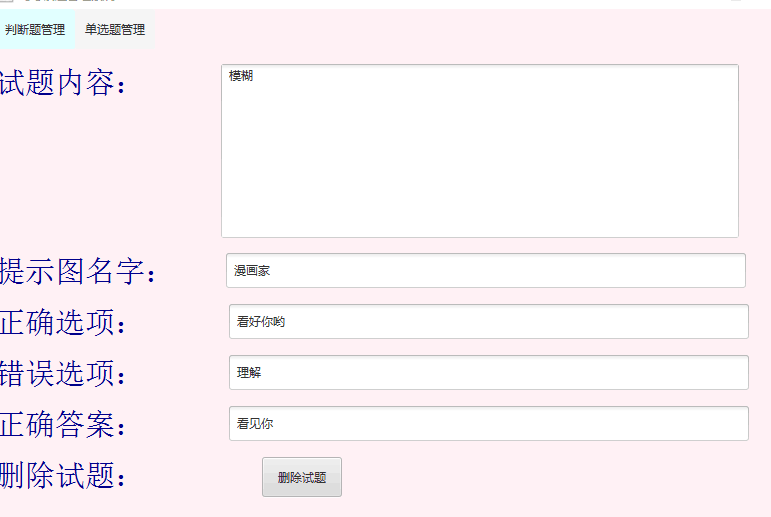 判断题管理 单选题管理
试题内容： 模糊
提示图名字： 漫画家
正确选项： 看好你哟
错误选项： 理解
正确答案： 看见你
删除试题： 删除试题